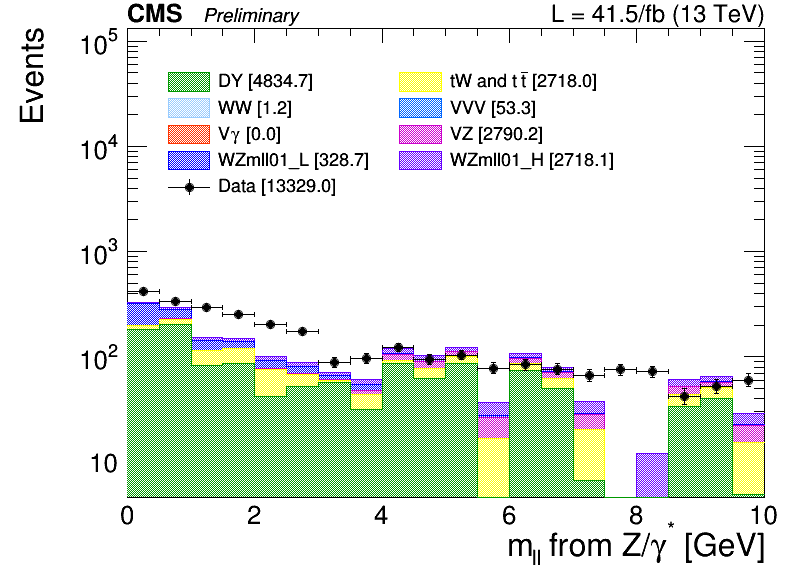 CMS Preliminary L = 41.5/fb (13 TeV)
Events
10⁵
10⁴
10³
10²
10
DY [4834.7] tW and t t̅ [2718.0]
WW [1.2] VVV [53.3]
Vγ [0.0] VZ [2790.2]
WZmll01_L [328.7] WZmll01_H [2718.1]
Data [13329.0]
0 2 4 6 8 10
m_ll from Z/γ* [GeV]